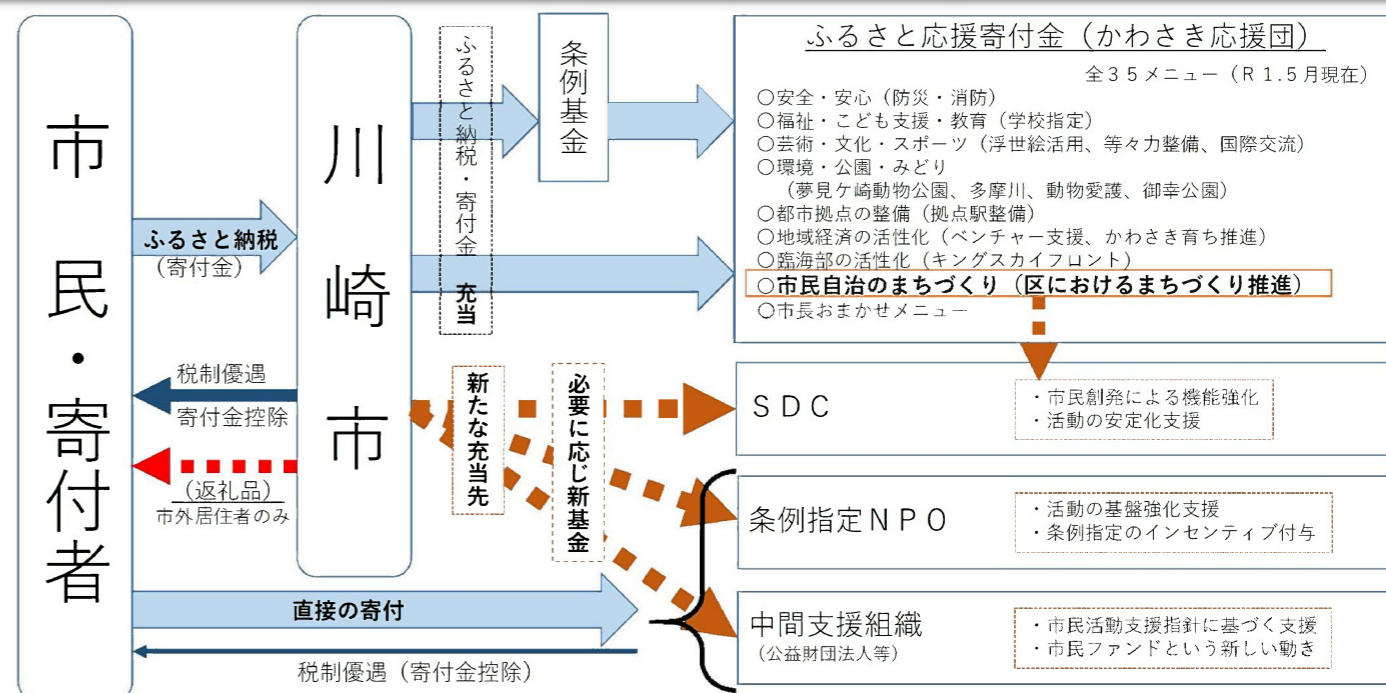 市民・寄付者
ふるさと納税
（寄付金）
税制優遇
寄付金控除
（返礼品）
市外居住者のみ
直接の寄付
税制優遇（寄付金控除）
川崎市
ふるさと納税・寄付金 充当
条例基金
新たな充当先
必要に応じ新基金
ふるさと応援寄付金（かわさき応援団）
全３５メニュー（Ｒ１.５月現在）
○安全・安心（防災・消防）
○福祉・こども支援・教育（学校指定）
○芸術・文化・スポーツ（浮世絵活用、等々力整備、国際交流）
○環境・公園・みどり
（夢見ケ崎動物公園、多摩川、動物愛護、御幸公園）
○都市拠点の整備（拠点駅整備）
○地域経済の活性化（ベンチャー支援、かわさき育ち推進）
○臨海部の活性化（キングスカイフロント）
○市民自治のまちづくり（区におけるまちづくり推進）
○市長おまかせメニュー
ＳＤＣ
・市民創発による機能強化
・活動の安定化支援
条例指定ＮＰＯ
・活動の基盤強化支援
・条例指定のインセンティブ付与
中間支援組織
（公益財団法人等）
・市民活動支援指針に基づく支援
・市民ファンドという新しい動き